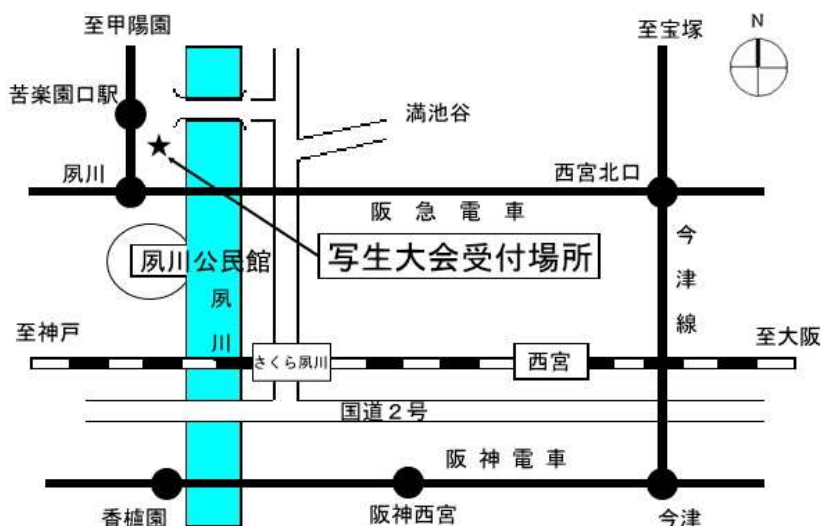 至甲陽園
至宝塚
N
苦楽園口駅
満池谷
夙川
西宮北口
阪急電車
夙川公民館
写生大会受付場所
今津線
夙川
至神戸
至大阪
さくら夙川
西宮
国道2号
阪神電車
香櫨園
阪神西宮
今津